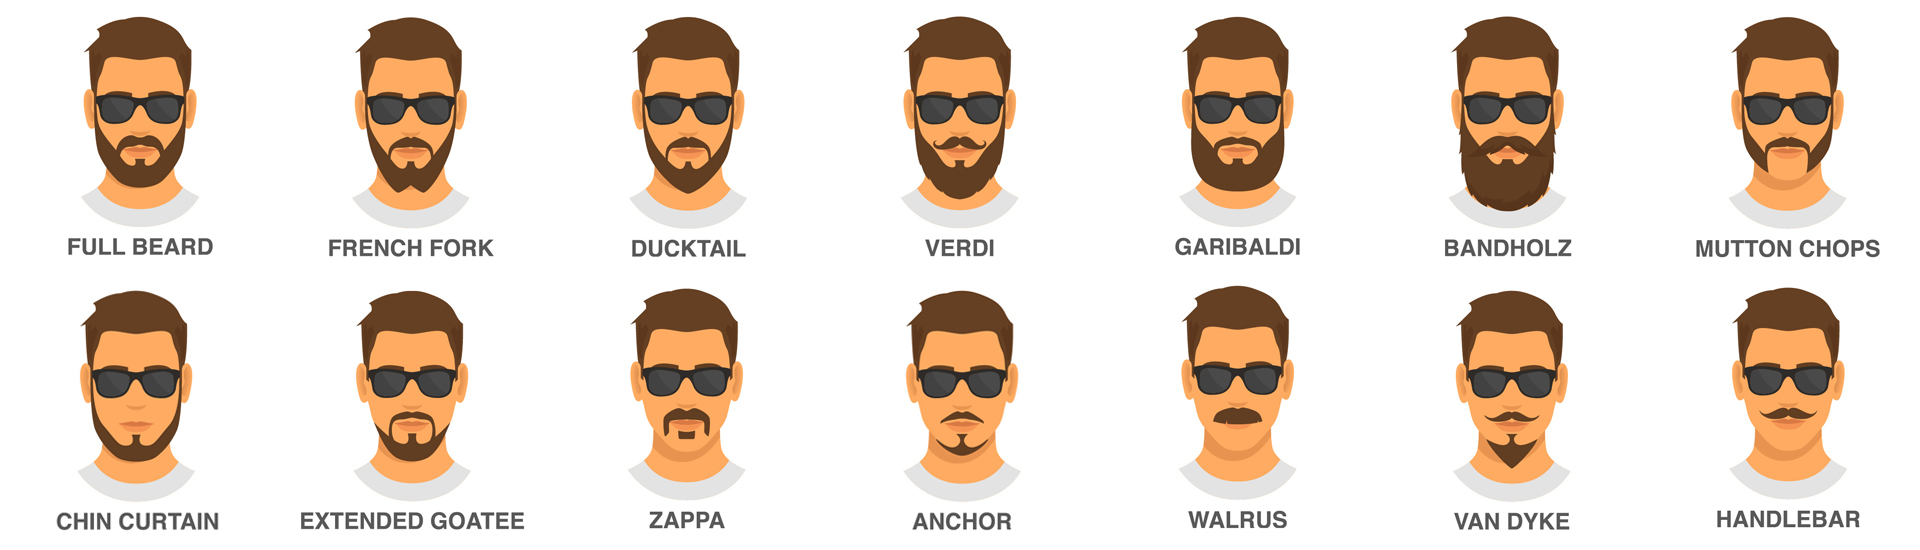 FULL BEARD
FRENCH FORK
DUCKTAIL
VERDI
GARIBALDI
BANDHOLZ
MUTTON CHOPS
CHIN CURTAIN
EXTENDED GOATEE
ZAPPA
ANCHOR
WALRUS
VAN DYKE
HANDLEBAR